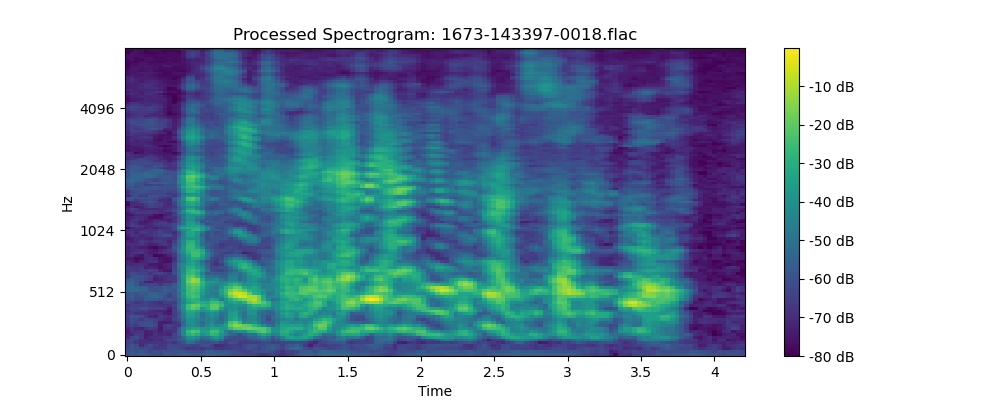 Processed Spectrogram: 1673-143397-0018.flac
Hz
4096
2048
1024
512
0
0 0.5 1 1.5 2 2.5 3 3.5 4
Time
-10 dB
-20 dB
-30 dB
-40 dB
-50 dB
-60 dB
-70 dB
-80 dB